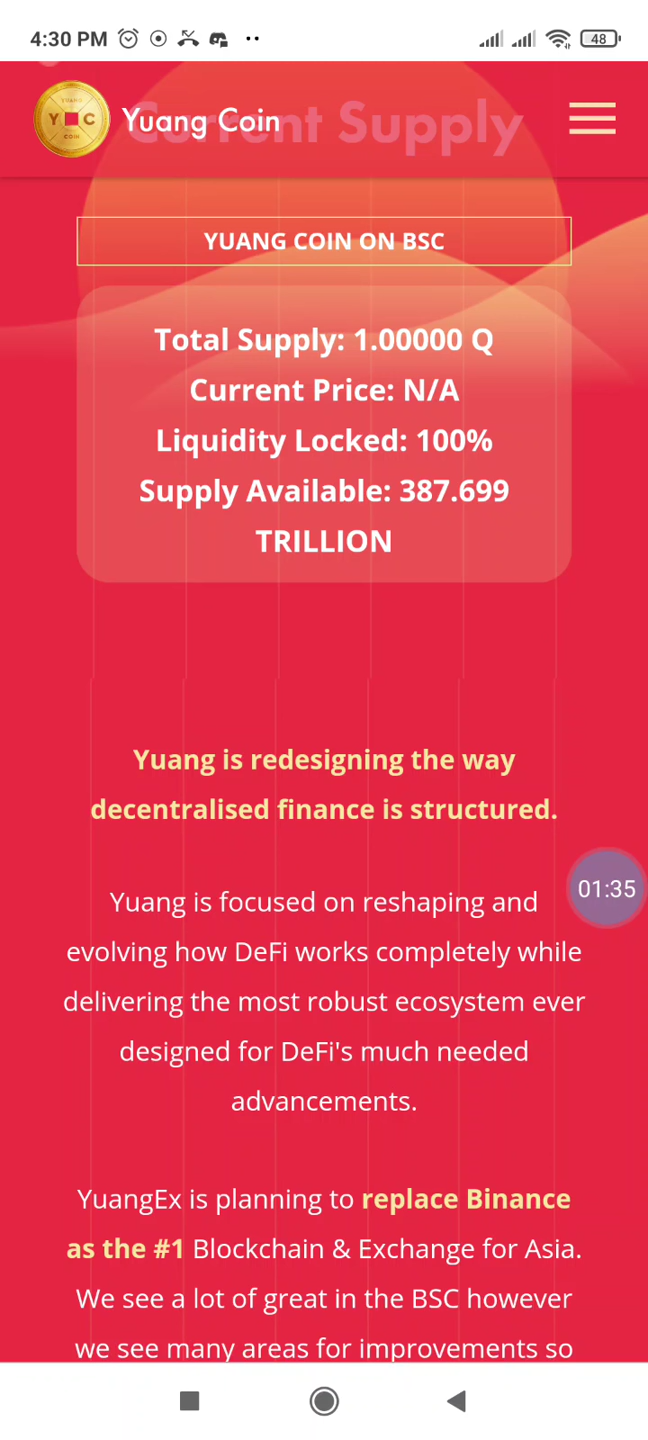 4:30 PM
48
Current Supply
YUANG
Y C
COIN
Yuang Coin
YUANG COIN ON BSC
Total Supply: 1.00000 Q
Current Price: N/A
Liquidity Locked: 100%
Supply Available: 387.699
TRILLION
Yuang is redesigning the way
decentralised finance is structured.
01:35
Yuang is focused on reshaping and
evolving how DeFi works completely while
delivering the most robust ecosystem ever
designed for DeFi's much needed
advancements.
YuangEx is planning to replace Binance
as the #1 Blockchain & Exchange for Asia.
We see a lot of great in the BSC however
we see many areas for improvements so